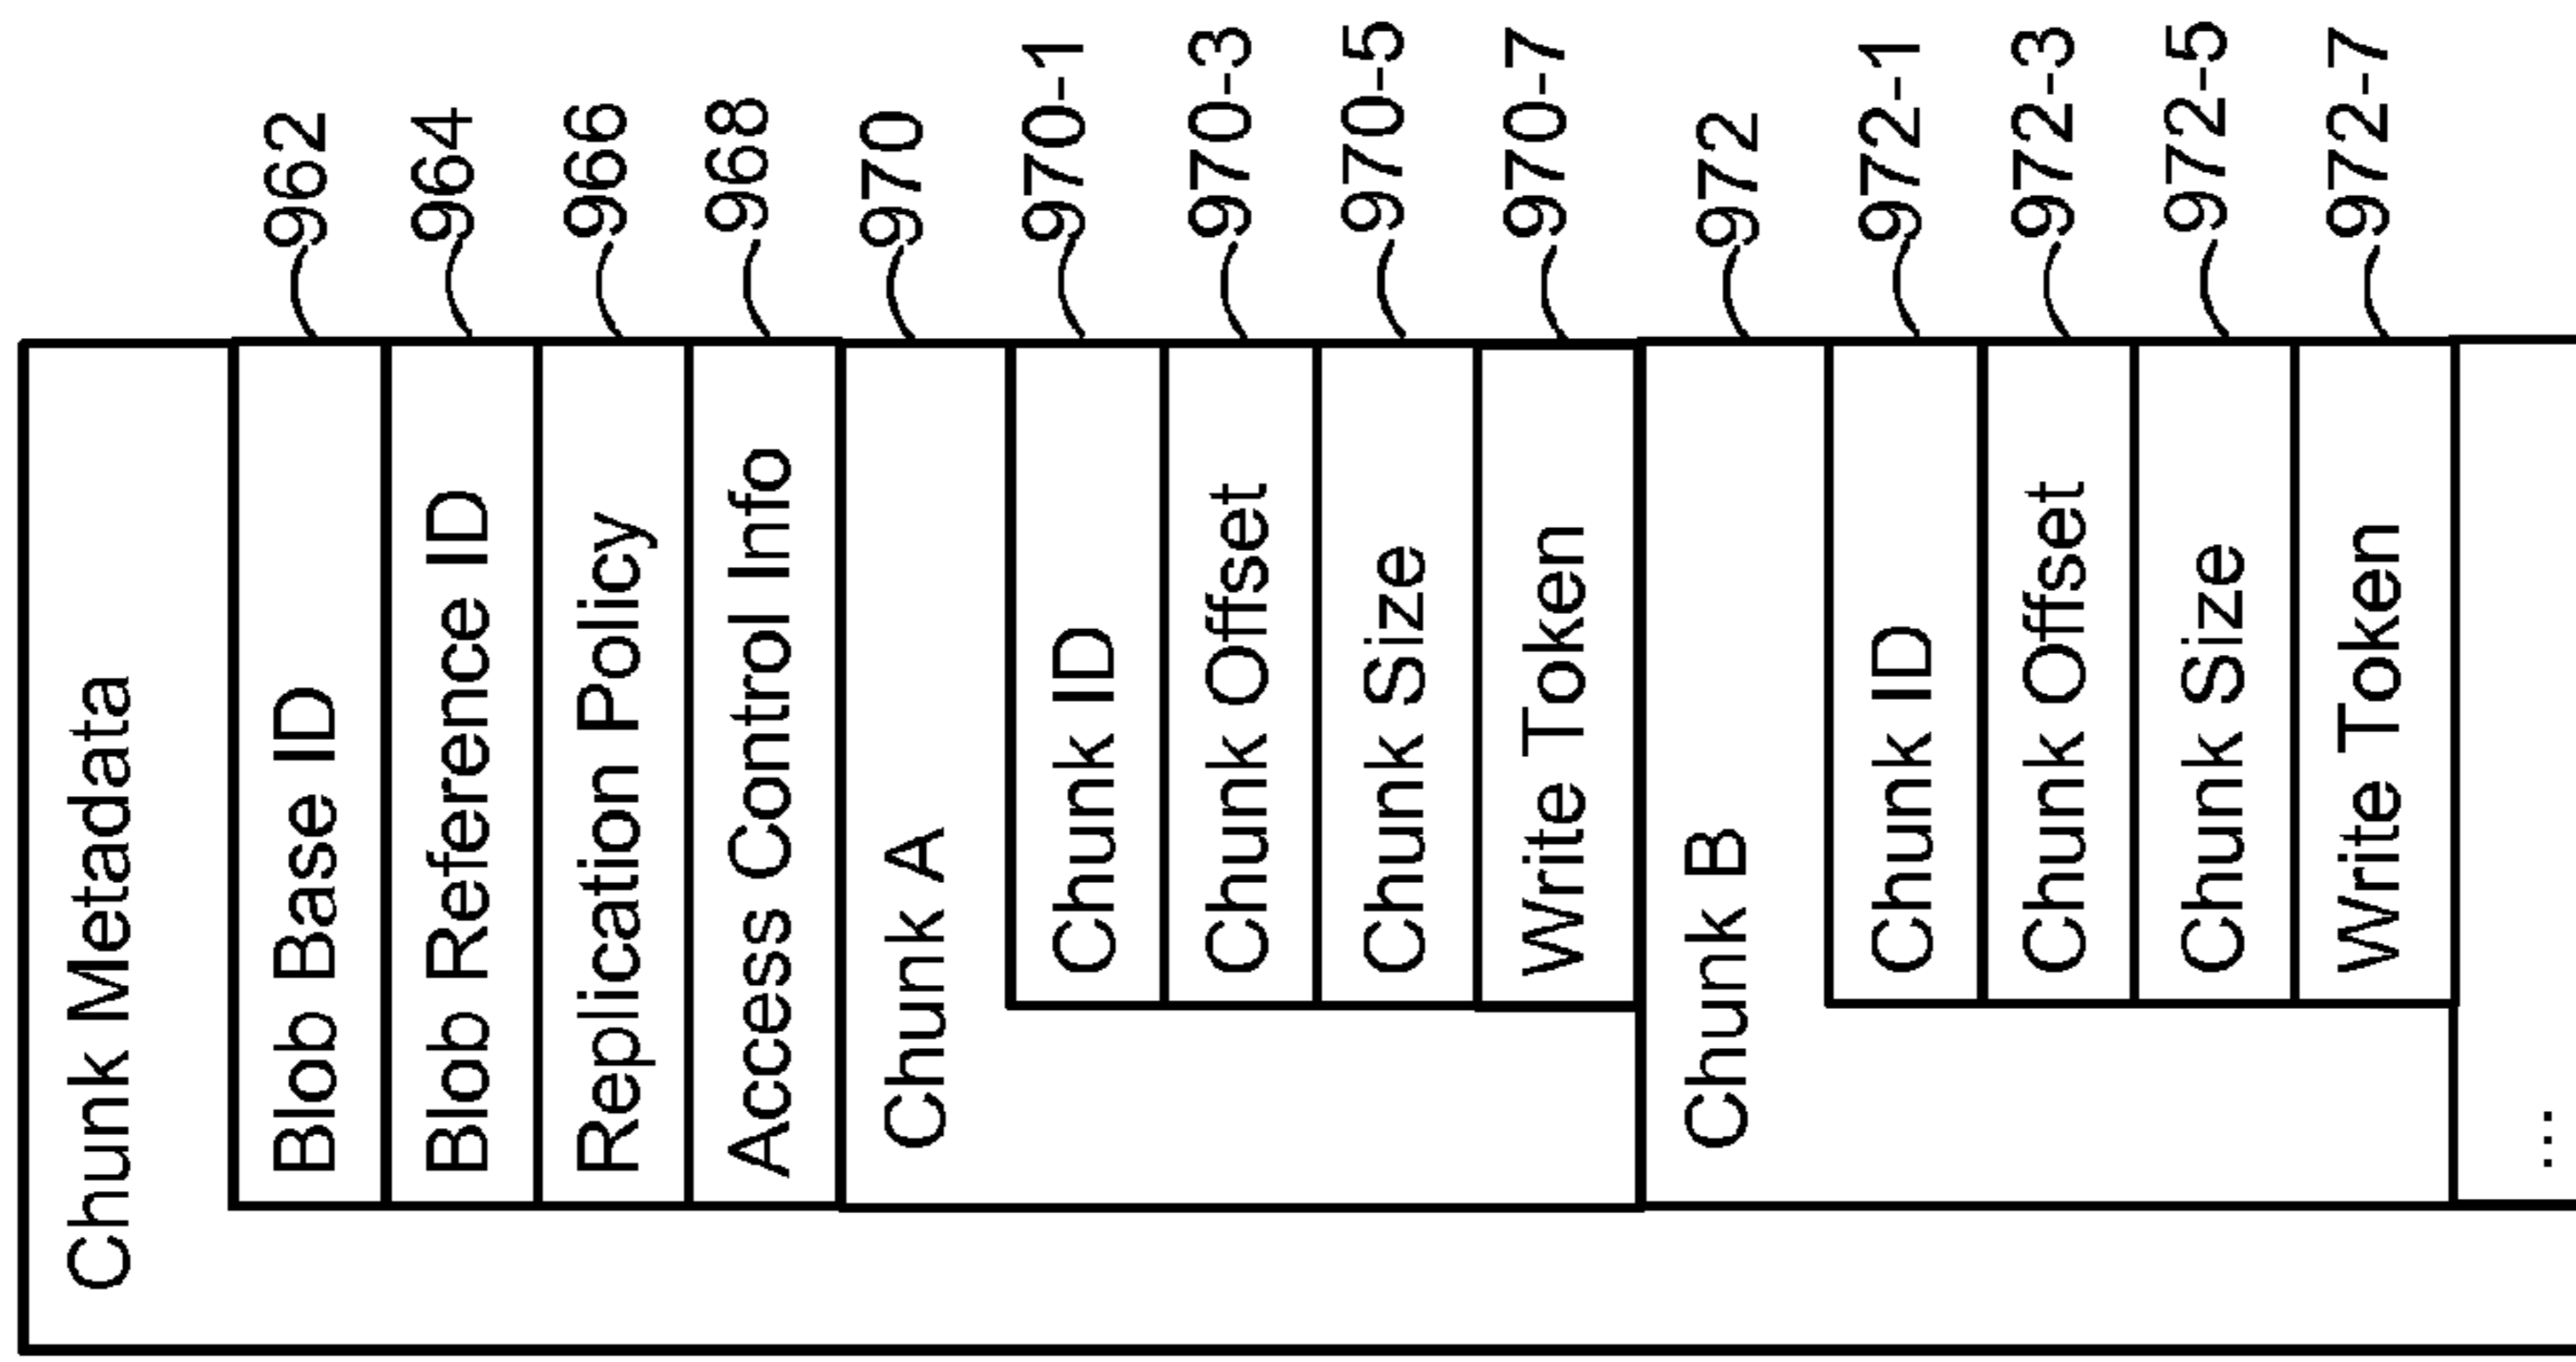 Chunk Metadata
Blob Base ID 962
Blob Reference ID 964
Replication Policy 966
Access Control Info 968
Chunk A 970
Chunk ID 970-1
Chunk Offset 970-3
Chunk Size 970-5
Write Token 970-7
Chunk B 972
Chunk ID 972-1
Chunk Offset 972-3
Chunk Size 972-5
Write Token 972-7
...